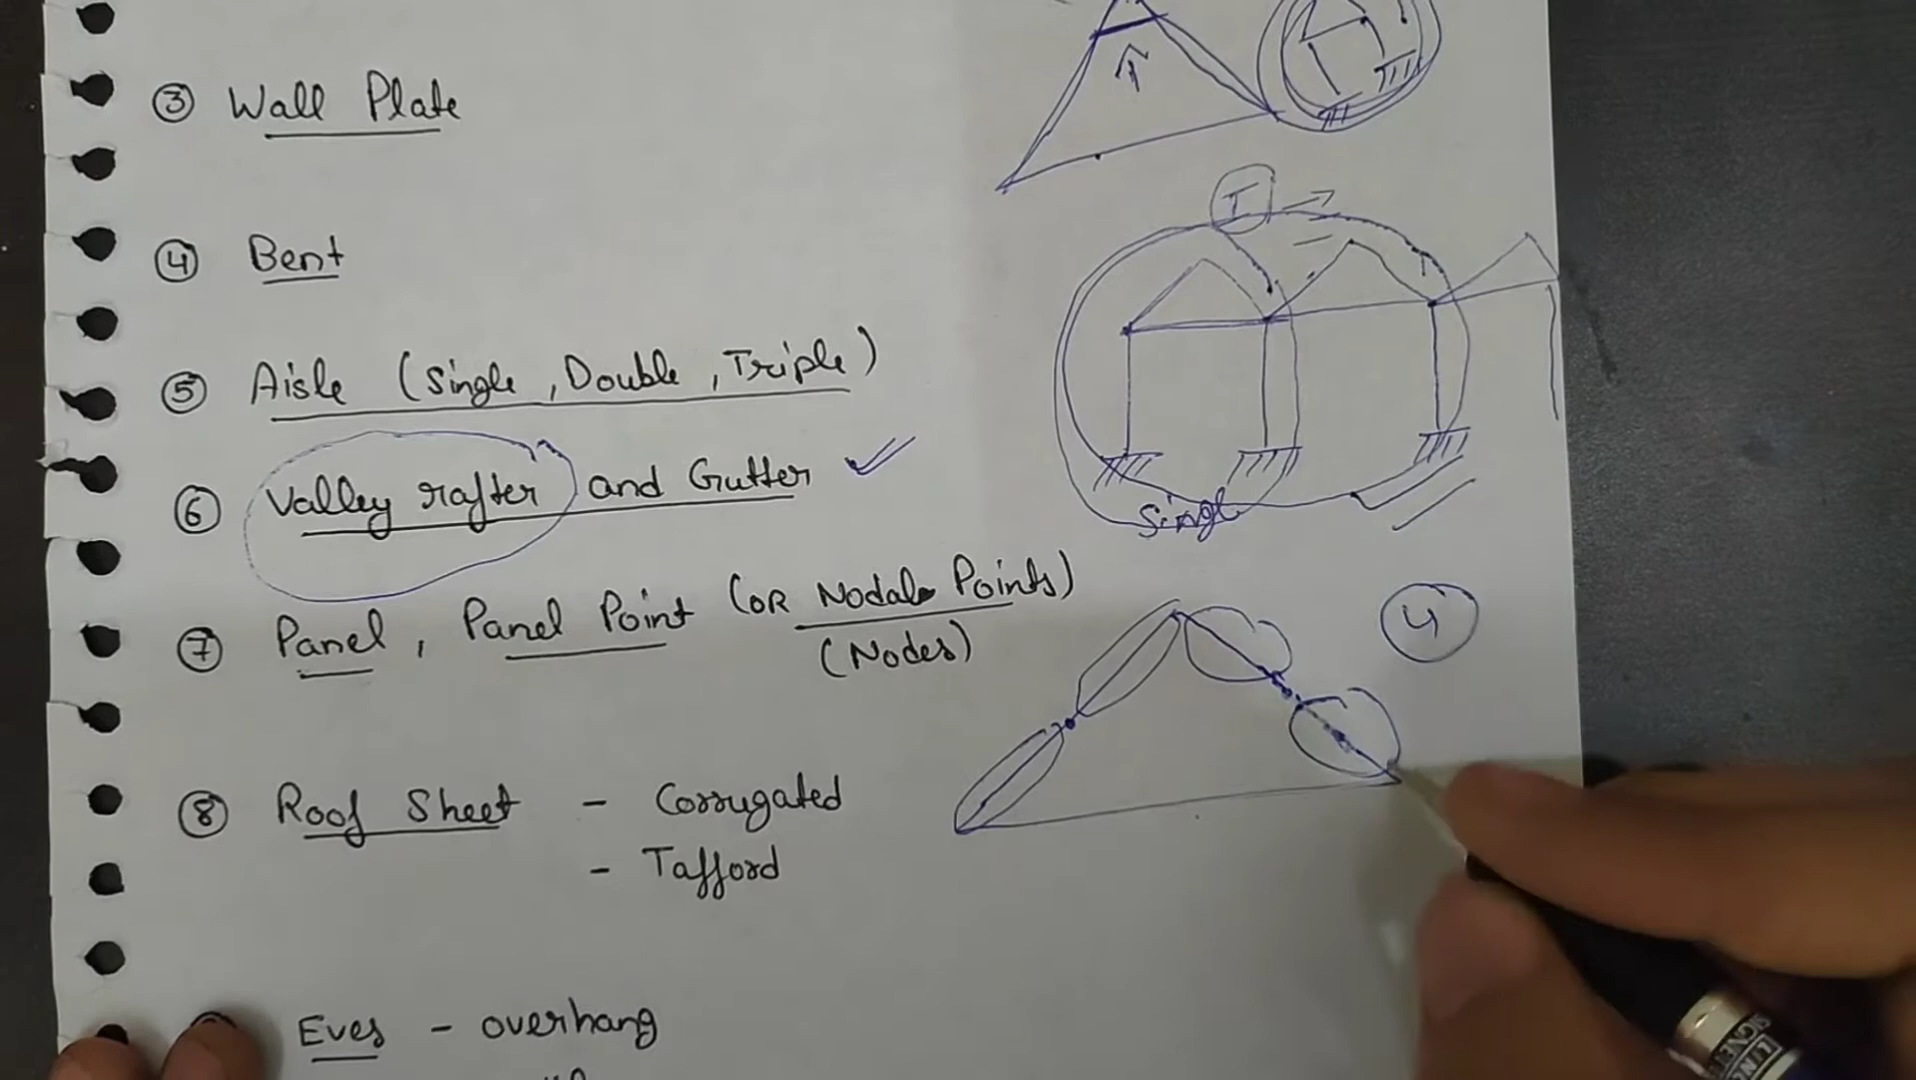 ③ Wall Plate
④ Bent
⑤ Aisle (Single, Double, Triple)
⑥ Valley rafter and Gutter
⑦ Panel, Panel Point (OR Nodal Points)
(Nodes)
⑧ Roof Sheet - Corrugated
- Tafford
Eves - overhang
T
I
Singl
4